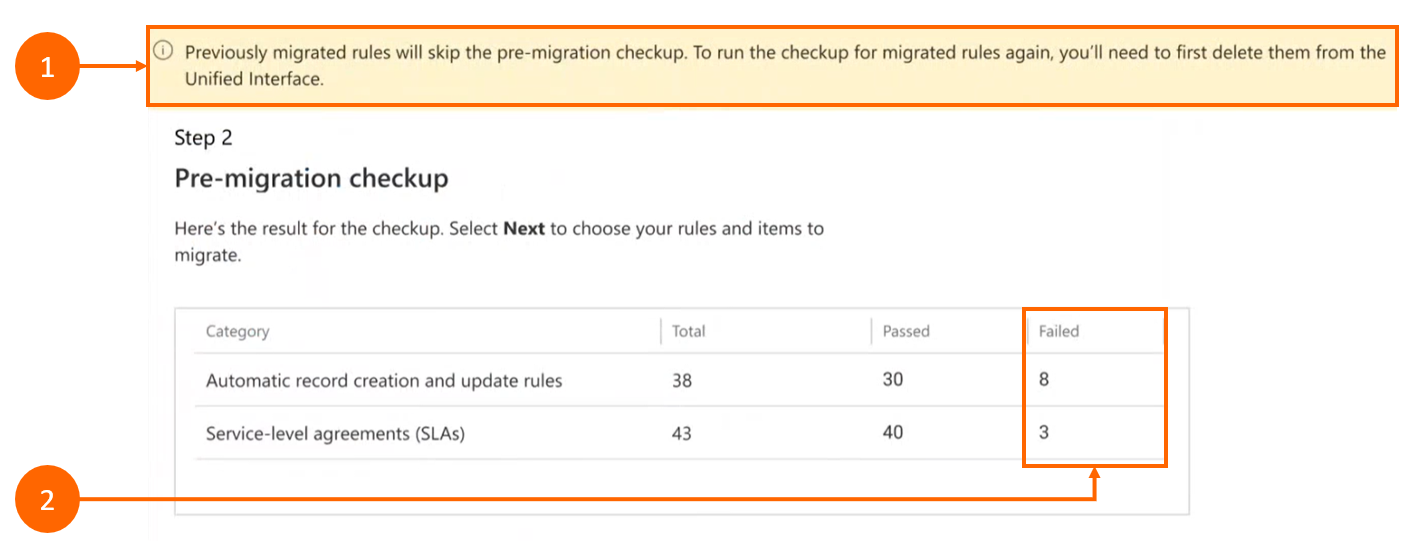 1
Previously migrated rules will skip the pre-migration checkup. To run the checkup for migrated rules again, you'll need to first delete them from the
Unified Interface.
Step 2
Pre-migration checkup
Here's the result for the checkup. Select Next to choose your rules and items to
migrate.
Category Total Passed Failed
Automatic record creation and update rules 38 30 8
Service-level agreements (SLAs) 43 40 3
2